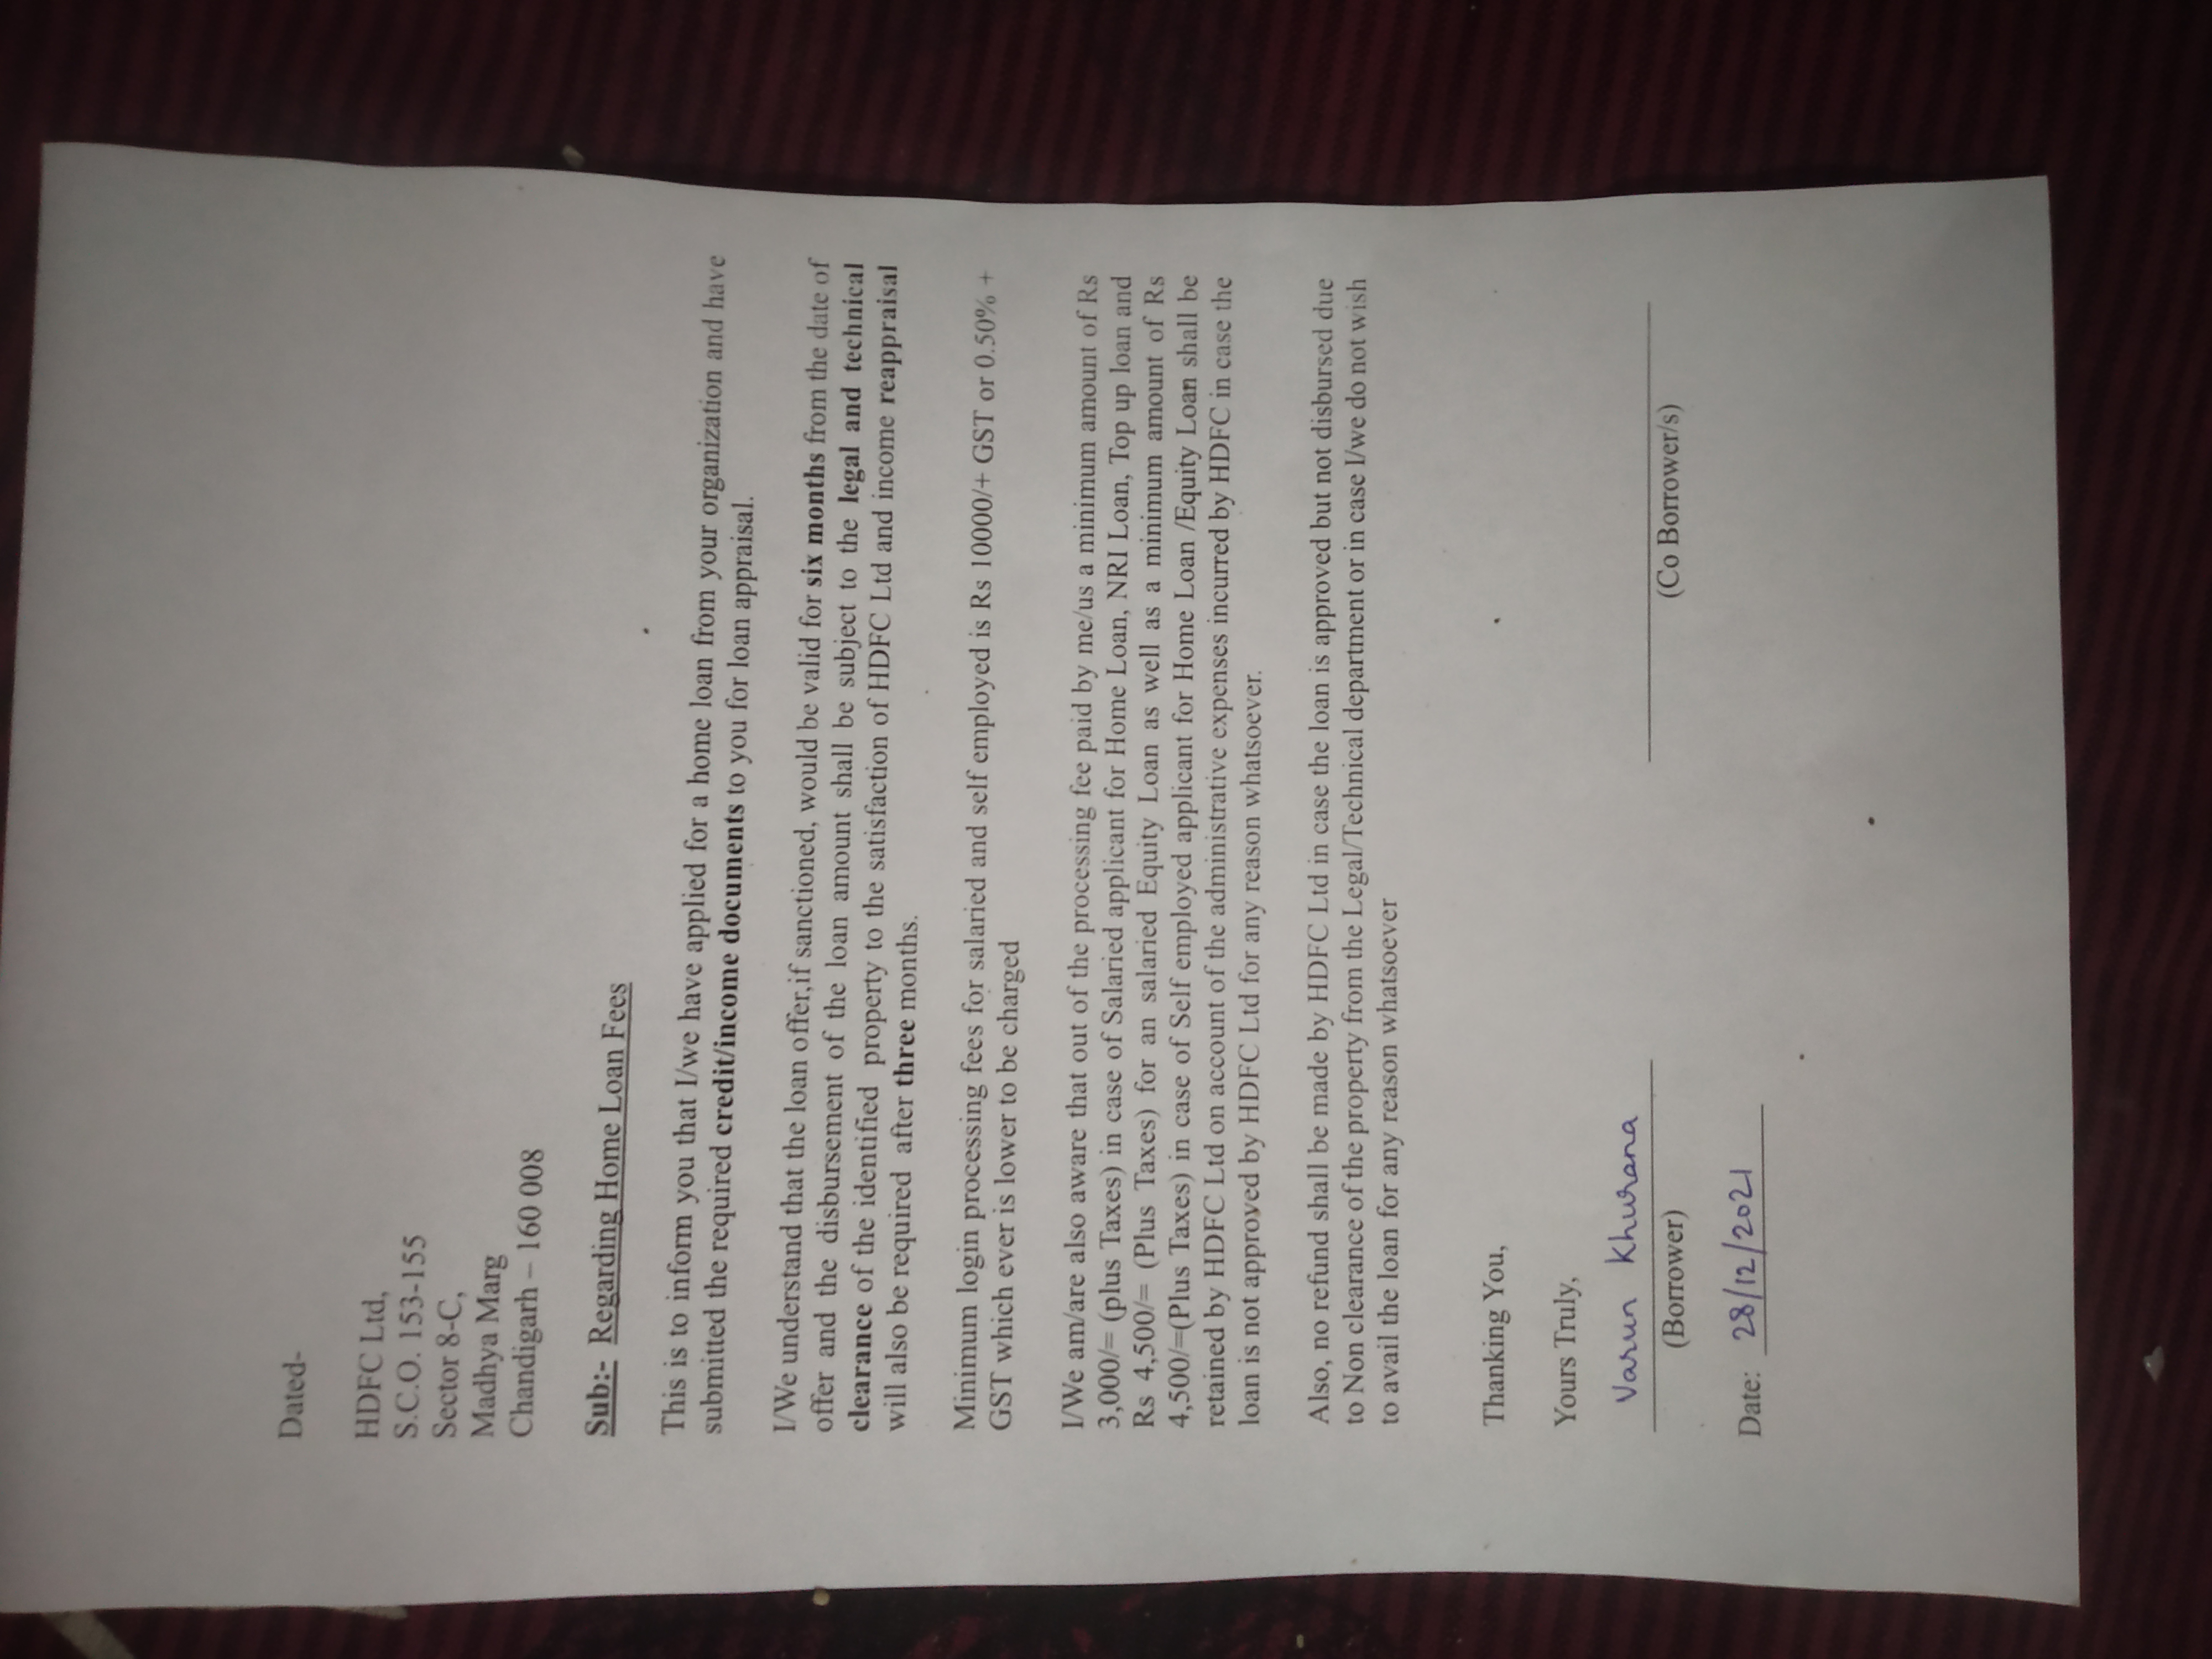 Dated-
HDFC Ltd,
S.C.O. 153-155
Sector 8-C,
Madhya Marg
Chandigarh – 160 008
Sub:- Regarding Home Loan Fees
This is to inform you that I/we have applied for a home loan from your organization and have
submitted the required credit/income documents to you for loan appraisal.
I/We understand that the loan offer,if sanctioned, would be valid for six months from the date of
offer and the disbursement of the loan amount shall be subject to the legal and technical
clearance of the identified property to the satisfaction of HDFC Ltd and income reappraisal
will also be required after three months.
Minimum login processing fees for salaried and self employed is Rs 10000/+ GST or 0.50% +
GST which ever is lower to be charged
I/We am/are also aware that out of the processing fee paid by me/us a minimum amount of Rs
3,000/= (plus Taxes) in case of Salaried applicant for Home Loan, NRI Loan, Top up loan and
Rs 4,500/= (Plus Taxes) for an salaried Equity Loan as well as a minimum amount of Rs
4,500/=(Plus Taxes) in case of Self employed applicant for Home Loan /Equity Loan shall be
retained by HDFC Ltd on account of the administrative expenses incurred by HDFC in case the
loan is not approved by HDFC Ltd for any reason whatsoever.
Also, no refund shall be made by HDFC Ltd in case the loan is approved but not disbursed due
to Non clearance of the property from the Legal/Technical department or in case I/we do not wish
to avail the loan for any reason whatsoever
Thanking You,
Yours Truly,
Varun Khurana
(Borrower) (Co Borrower/s)
Date: 28/12/2021